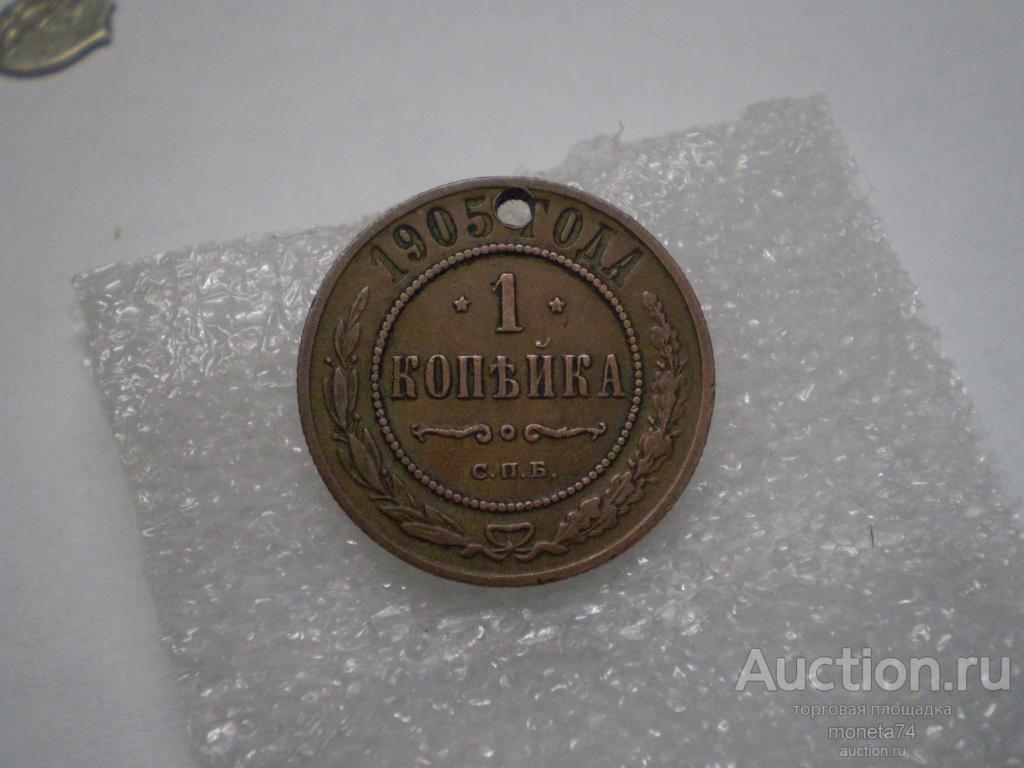 1905 ГОДА
1
КОПѢЙКА
С.П.Б.
Auction.ru
торговая площадка
moneta74
auction.ru